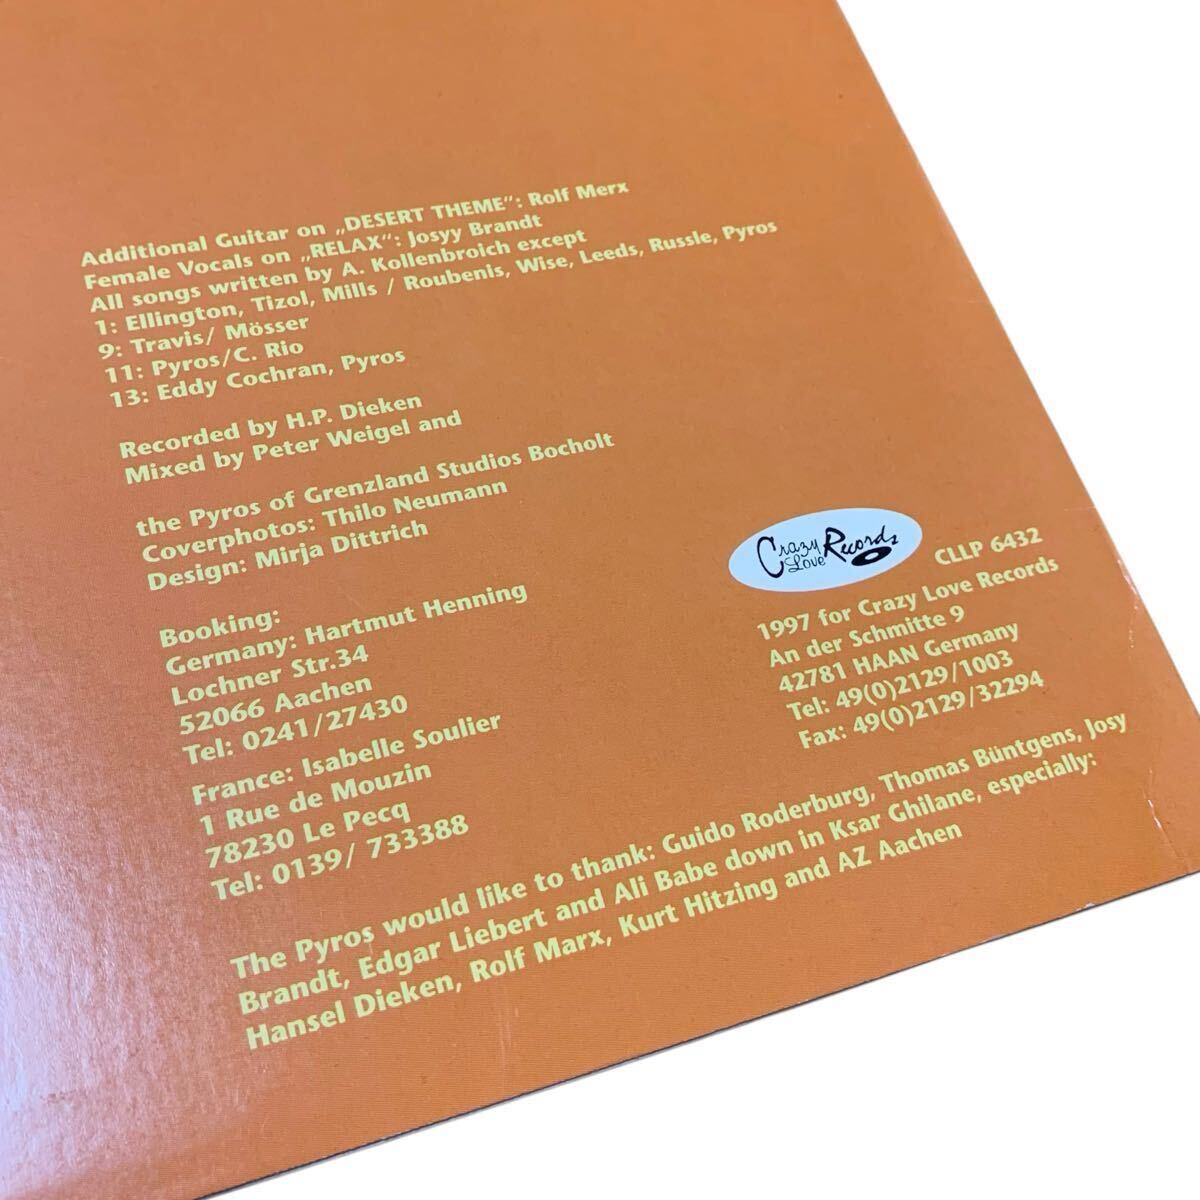 Additional Guitar on „DESERT THEME“: Rolf Merx
Female Vocals on „RELAX“: Josyy Brandt
All songs written by A. Kollenbroich except
1: Ellington, Tizol, Mills / Roubenis, Wise, Leeds, Russle, Pyros
9: Travis/ Mösser
11: Pyros/C. Rio
13: Eddy Cochran, Pyros
Recorded by H.P. Dieken
Mixed by Peter Weigel and
the Pyros of Grenzland Studios Bocholt
Coverphotos: Thilo Neumann
Design: Mirja Dittrich
Booking:
Germany: Hartmut Henning
Lochner Str.34
52066 Aachen
Tel: 0241/27430
France: Isabelle Soulier
1 Rue de Mouzin
78230 Le Pecq
Tel: 0139/ 733388
Crazy Love Records
CLLP 6432
1997 for Crazy Love Records
An der Schmitte 9
42781 HAAN Germany
Tel: 49(0)2129/1003
Fax: 49(0)2129/32294
The Pyros would like to thank: Guido Roderburg, Thomas Büntgens, Josy
Brandt, Edgar Liebert and Ali Babe down in Ksar Ghilane, especially:
Hansel Dieken, Rolf Marx, Kurt Hitzing and AZ Aachen